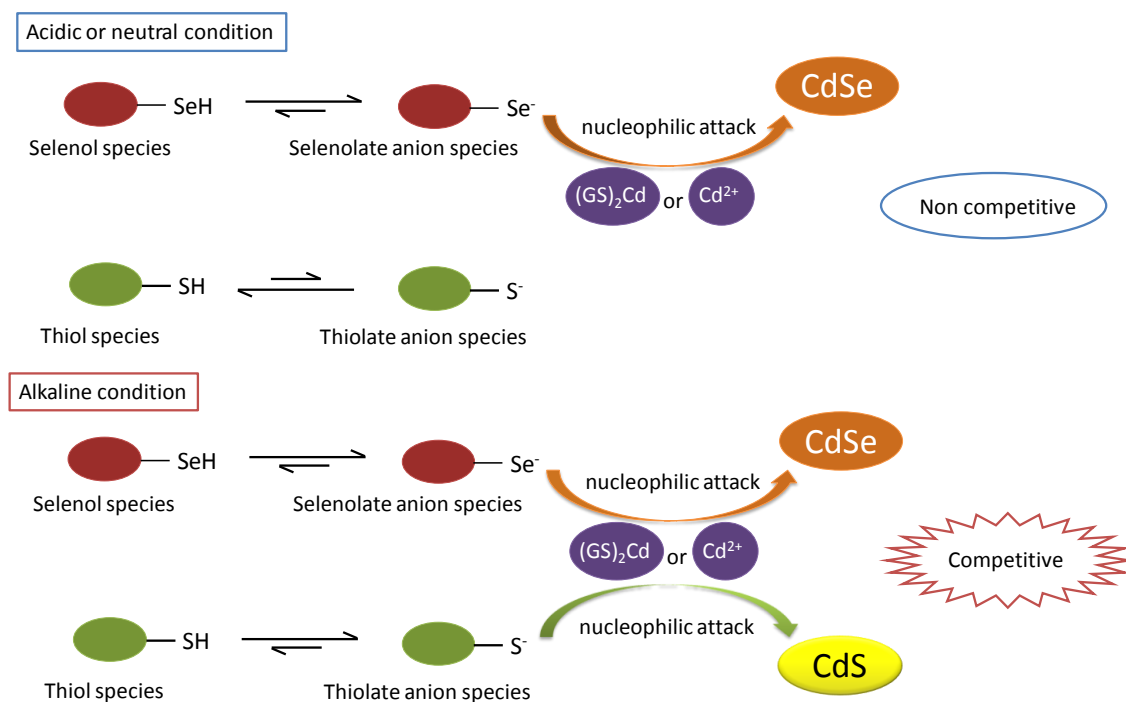 Acidic or neutral condition
SeH
Se⁻
CdSe
Selenol species
Selenolate anion species
nucleophilic attack
(GS)₂Cd or Cd²⁺
Non competitive
SH
S⁻
Thiol species
Thiolate anion species
Alkaline condition
SeH
Se⁻
CdSe
Selenol species
Selenolate anion species
nucleophilic attack
(GS)₂Cd or Cd²⁺
Competitive
SH
S⁻
nucleophilic attack
CdS
Thiol species
Thiolate anion species